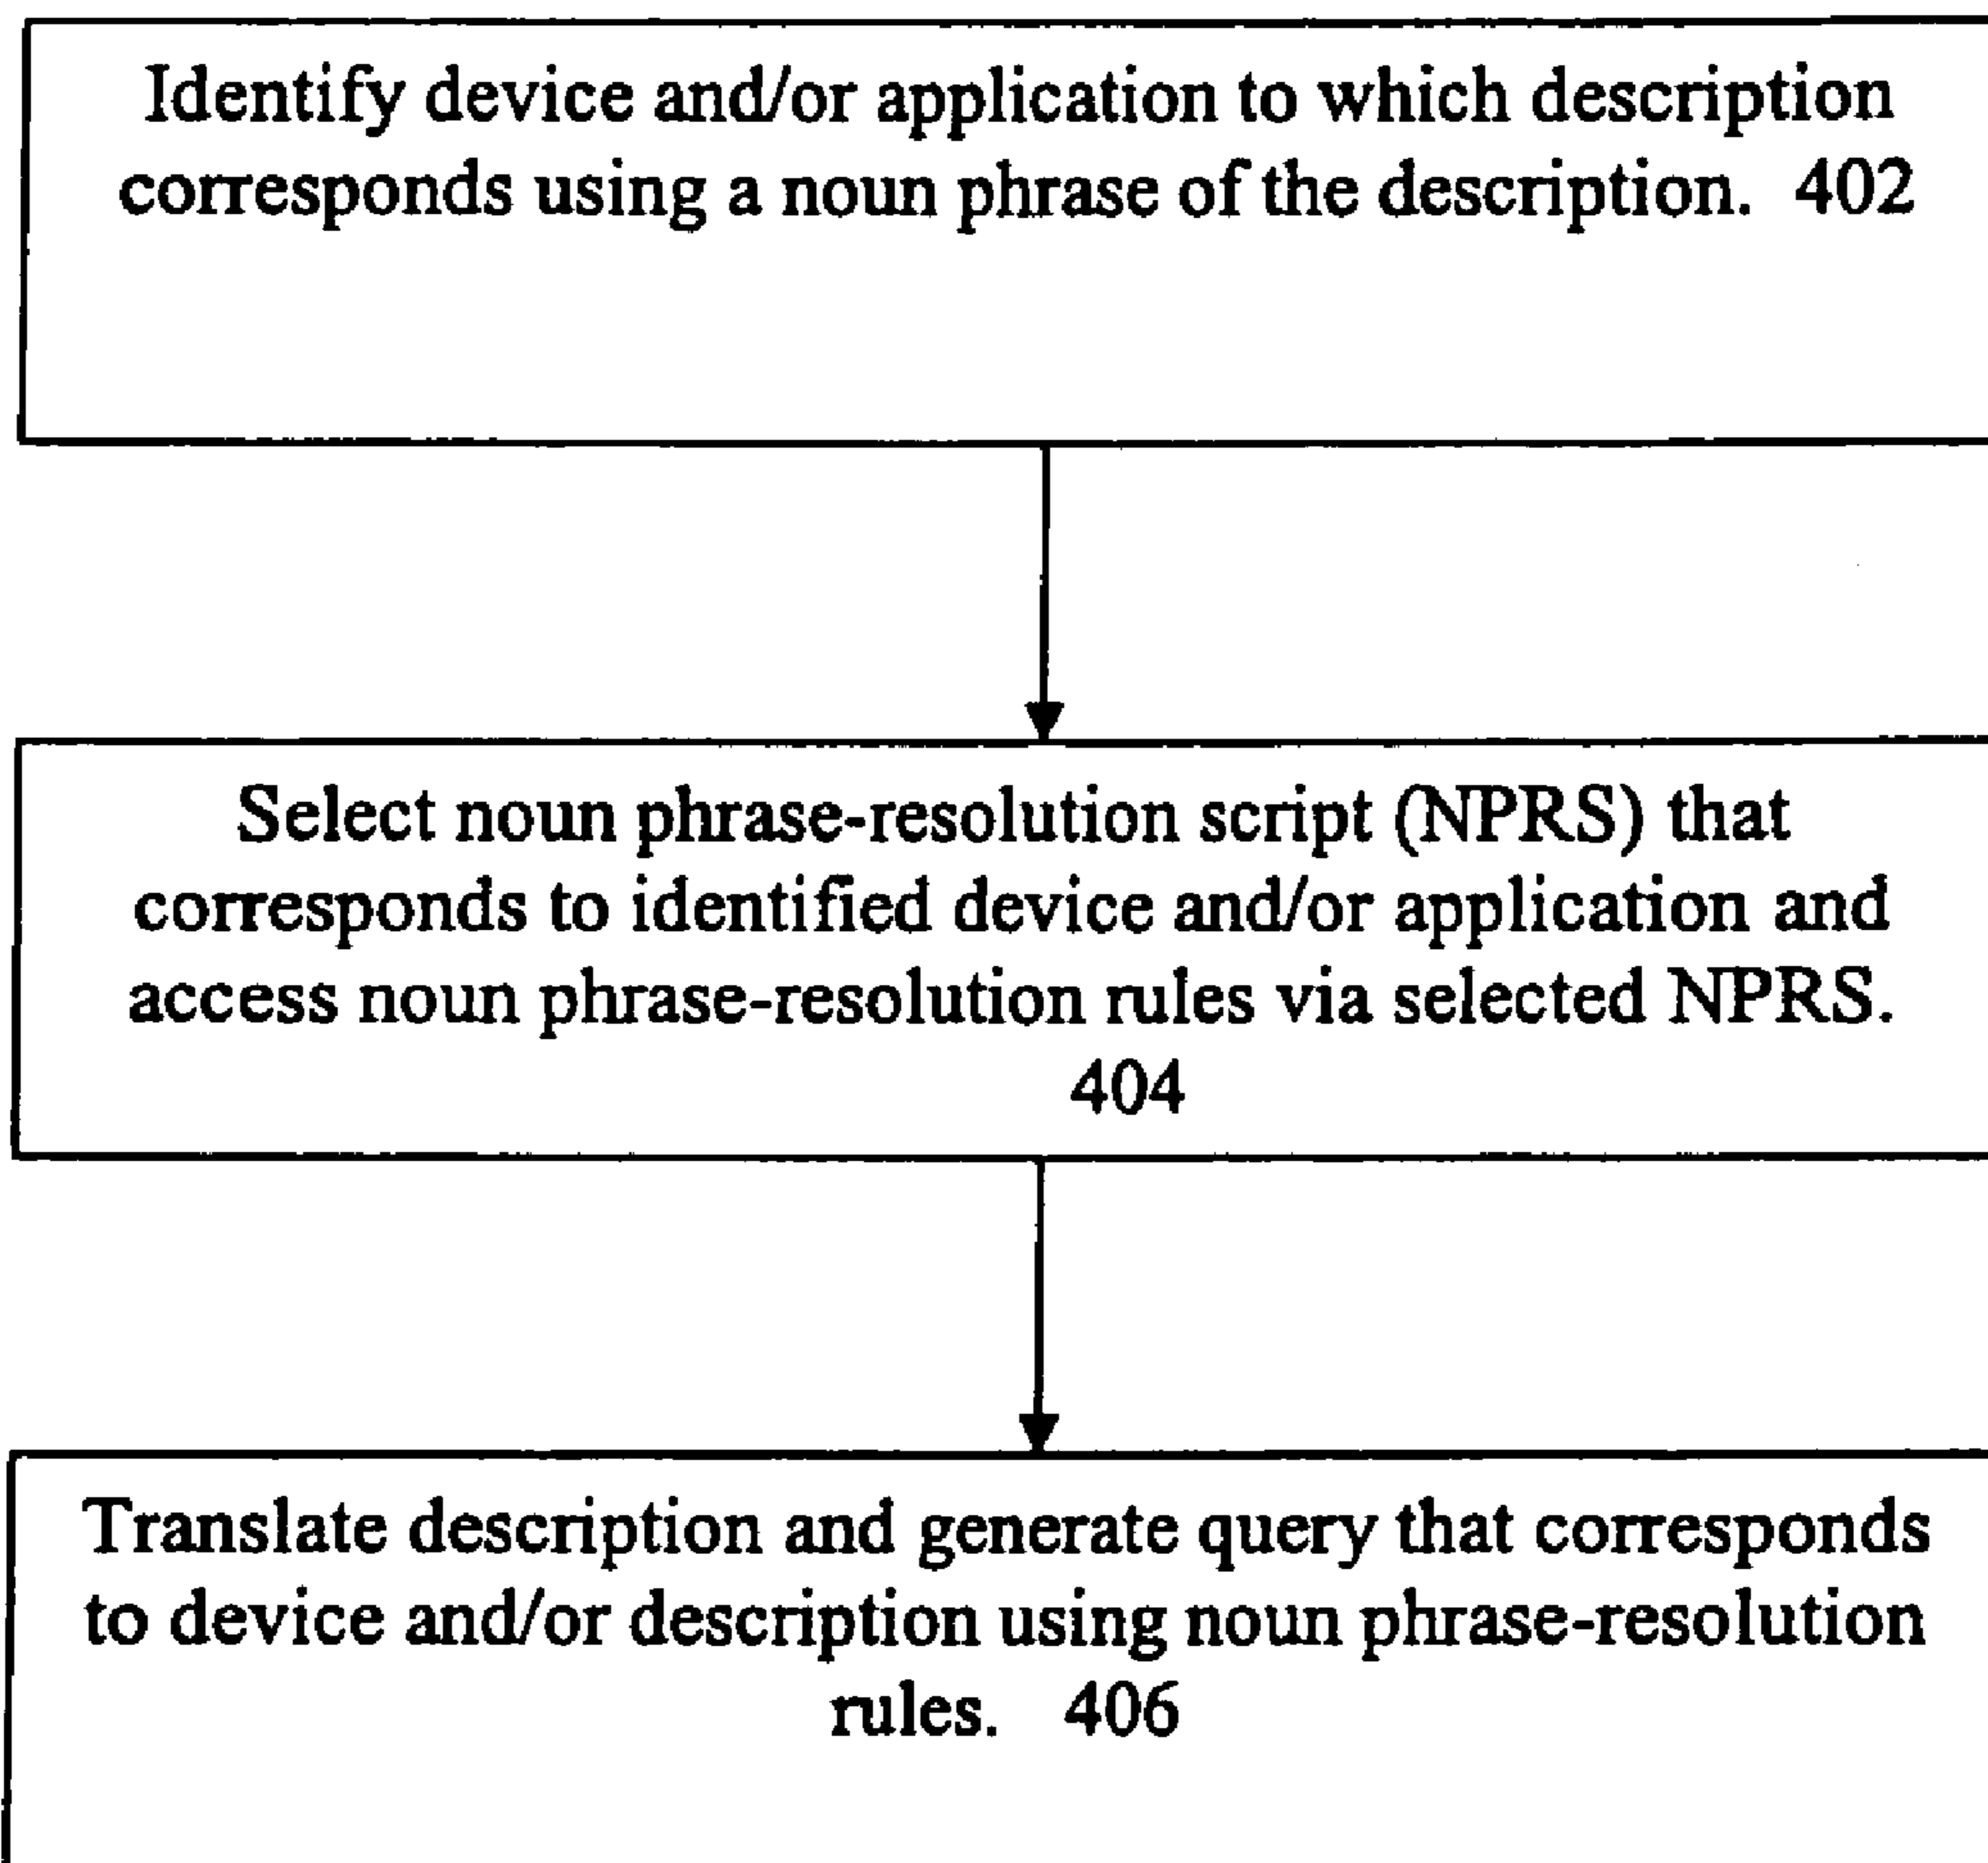 Identify device and/or application to which description
corresponds using a noun phrase of the description. 402
Select noun phrase-resolution script (NPRS) that
corresponds to identified device and/or application and
access noun phrase-resolution rules via selected NPRS.
404
Translate description and generate query that corresponds
to device and/or description using noun phrase-resolution
rules. 406